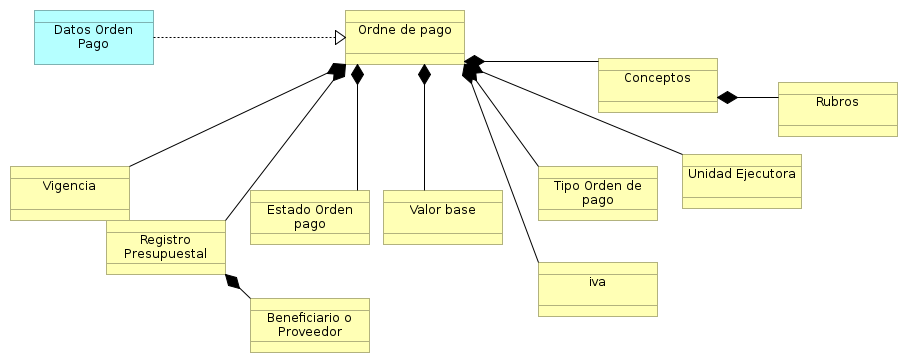 Datos Orden
Pago
Ordne de pago
Conceptos
Rubros
Vigencia
Registro
Presupuestal
Estado Orden
pago
Valor base
Tipo Orden de
pago
Unidad Ejecutora
iva
Beneficiario o
Proveedor